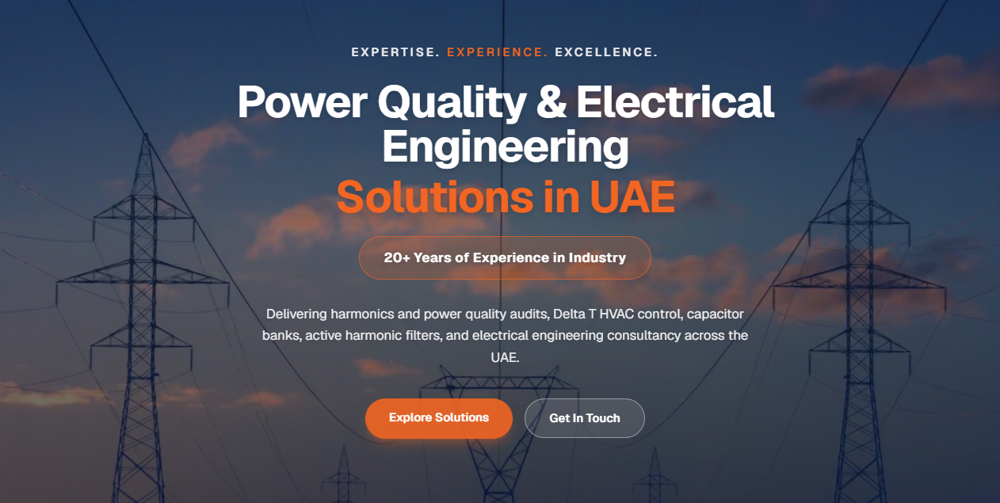 EXPERTISE. EXPERIENCE. EXCELLENCE.
Power Quality & Electrical
Engineering
Solutions in UAE
20+ Years of Experience in Industry
Delivering harmonics and power quality audits, Delta T HVAC control, capacitor
banks, active harmonic filters, and electrical engineering consultancy across the
UAE.
Explore Solutions
Get In Touch